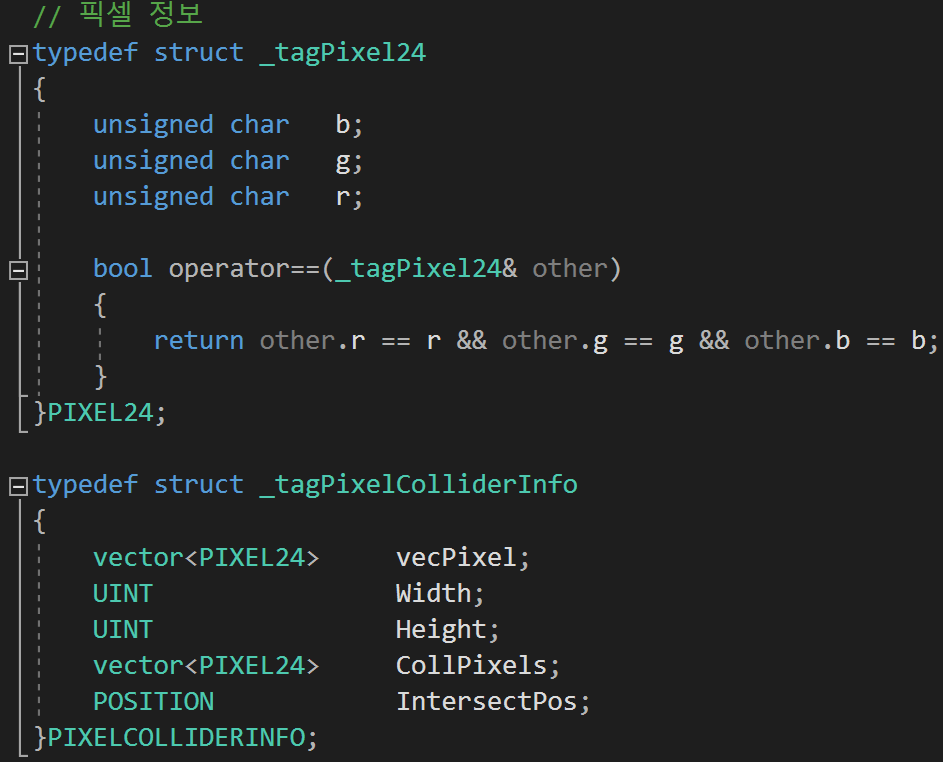 // 픽셀 정보
typedef struct _tagPixel24
{
unsigned char b;
unsigned char g;
unsigned char r;
bool operator==(_tagPixel24& other)
{
return other.r == r && other.g == g && other.b == b;
}
}PIXEL24;
typedef struct _tagPixelColliderInfo
{
vector<PIXEL24> vecPixel;
UINT Width;
UINT Height;
vector<PIXEL24> CollPixels;
POSITION IntersectPos;
}PIXELCOLLIDERINFO;